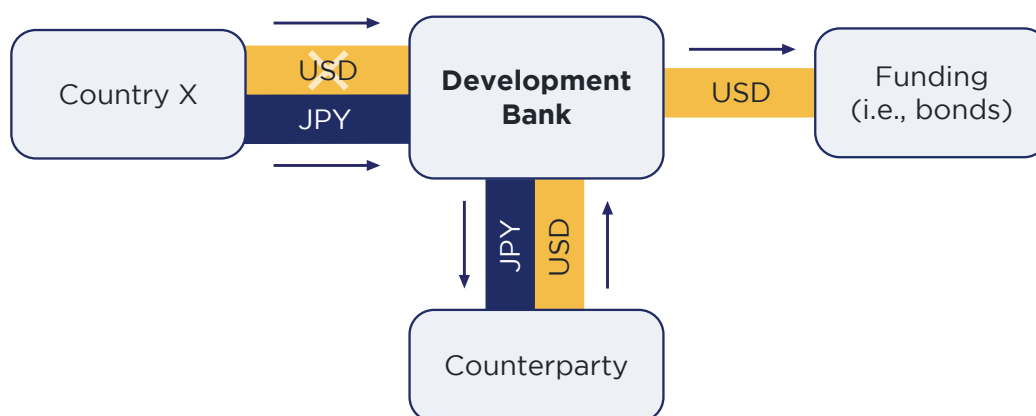 Country X
USD
JPY
Development
Bank
USD
Funding
(i.e., bonds)
JPY
USD
Counterparty